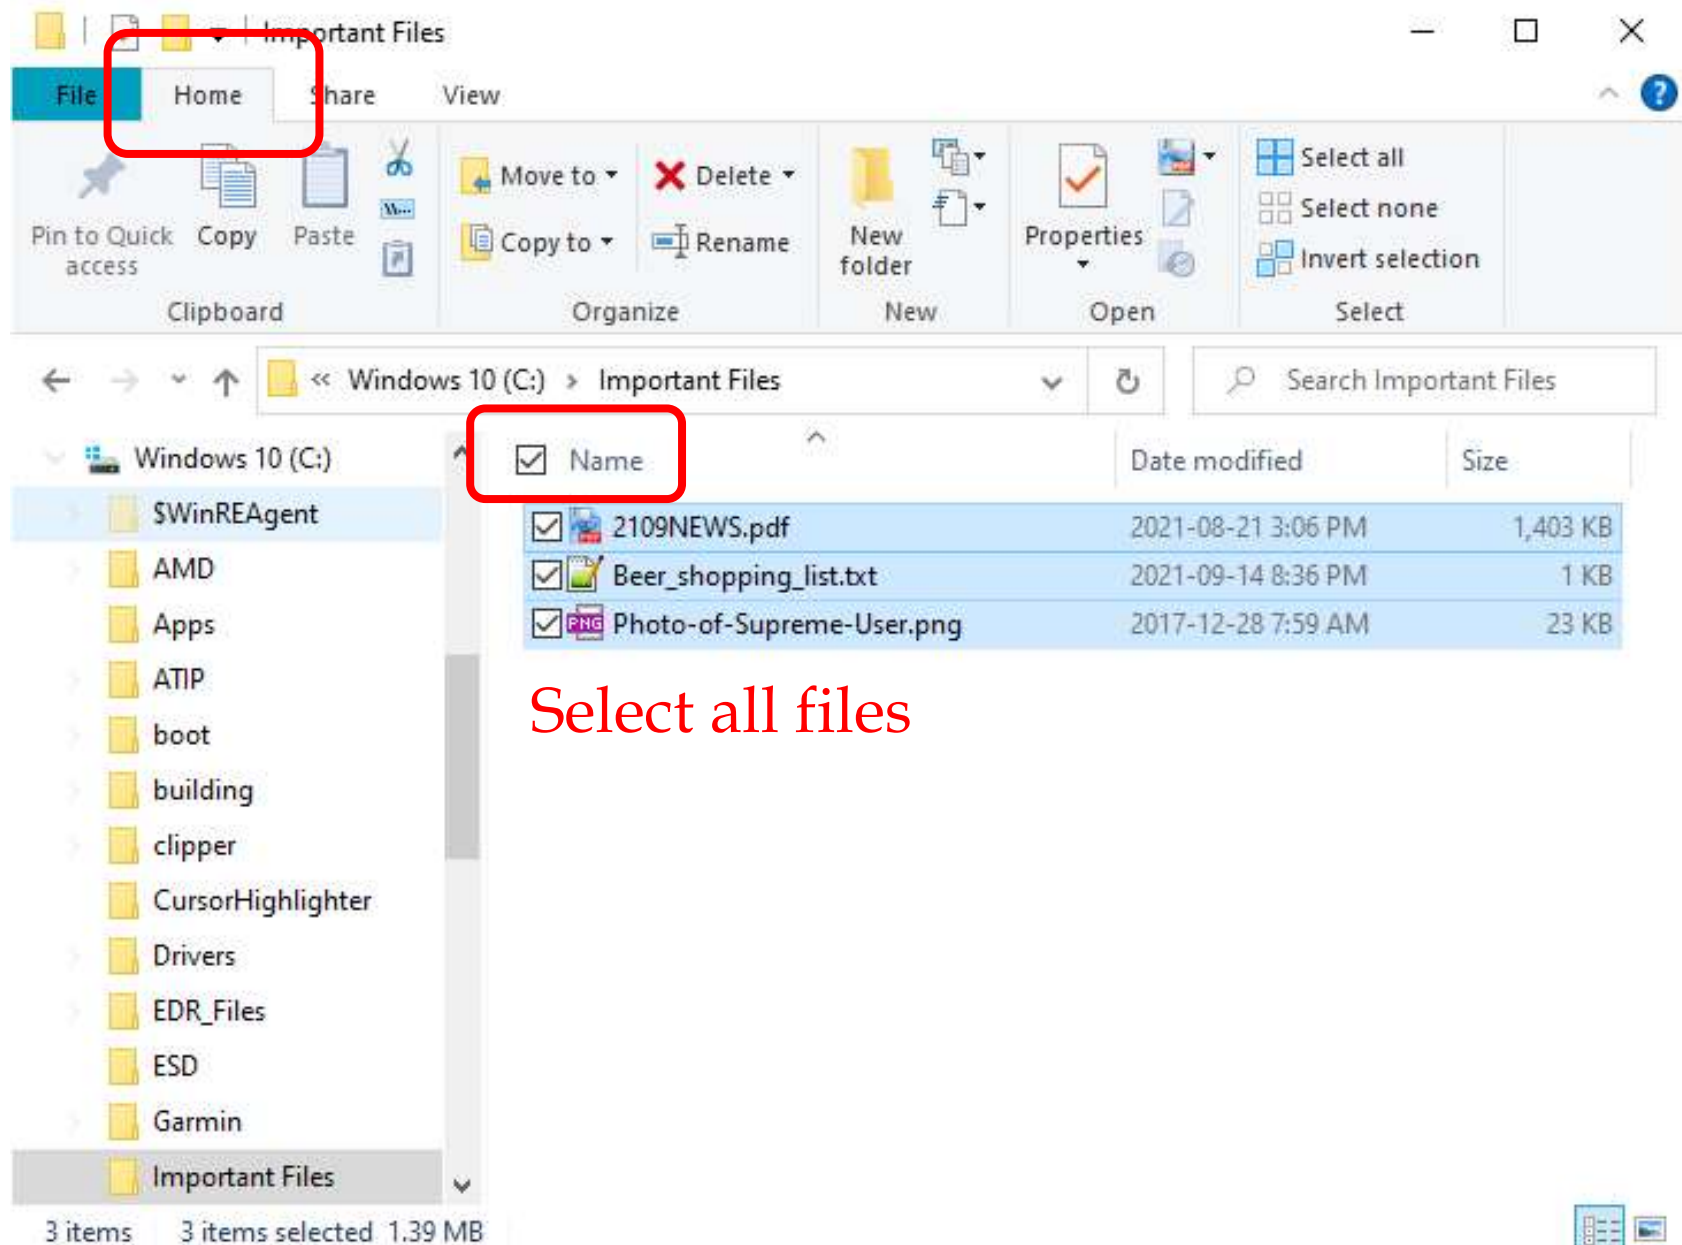 Important Files
File Home Share View
Pin to Quick access
Copy
Paste
Move to
Copy to
Delete
Rename
New folder
Properties
Select all
Select none
Invert selection
Clipboard Organize New Open Select
« Windows 10 (C:) > Important Files
Search Important Files
Windows 10 (C:)
$WinREAgent
AMD
Apps
ATIP
boot
building
clipper
CursorHighlighter
Drivers
EDR_Files
ESD
Garmin
Important Files
Name Date modified Size
2109NEWS.pdf 2021-08-21 3:06 PM 1,403 KB
Beer_shopping_list.txt 2021-09-14 8:36 PM 1 KB
PNG Photo-of-Supreme-User.png 2017-12-28 7:59 AM 23 KB
Select all files
3 items 3 items selected 1.39 MB